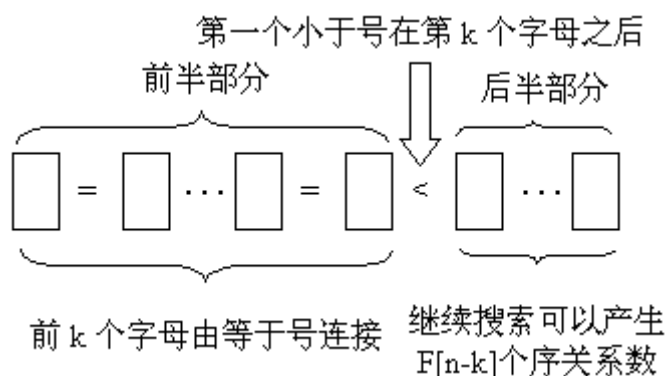 第一个小于号在第 k 个字母之后
前半部分
后半部分
= ··· = < ···
前 k 个字母由等于号连接
继续搜索可以产生
F[n-k]个序关系数